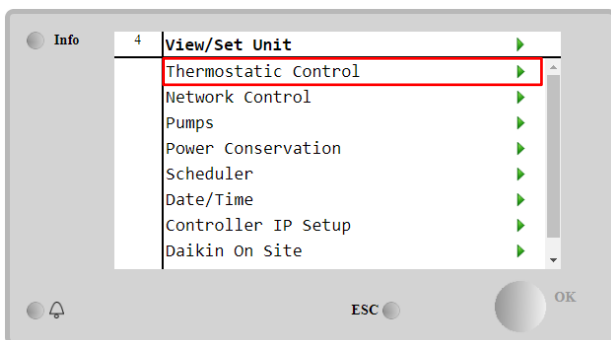 Info
4 View/Set Unit
Thermostatic Control
Network Control
Pumps
Power Conservation
Scheduler
Date/Time
Controller IP Setup
Daikin On Site
ESC
OK